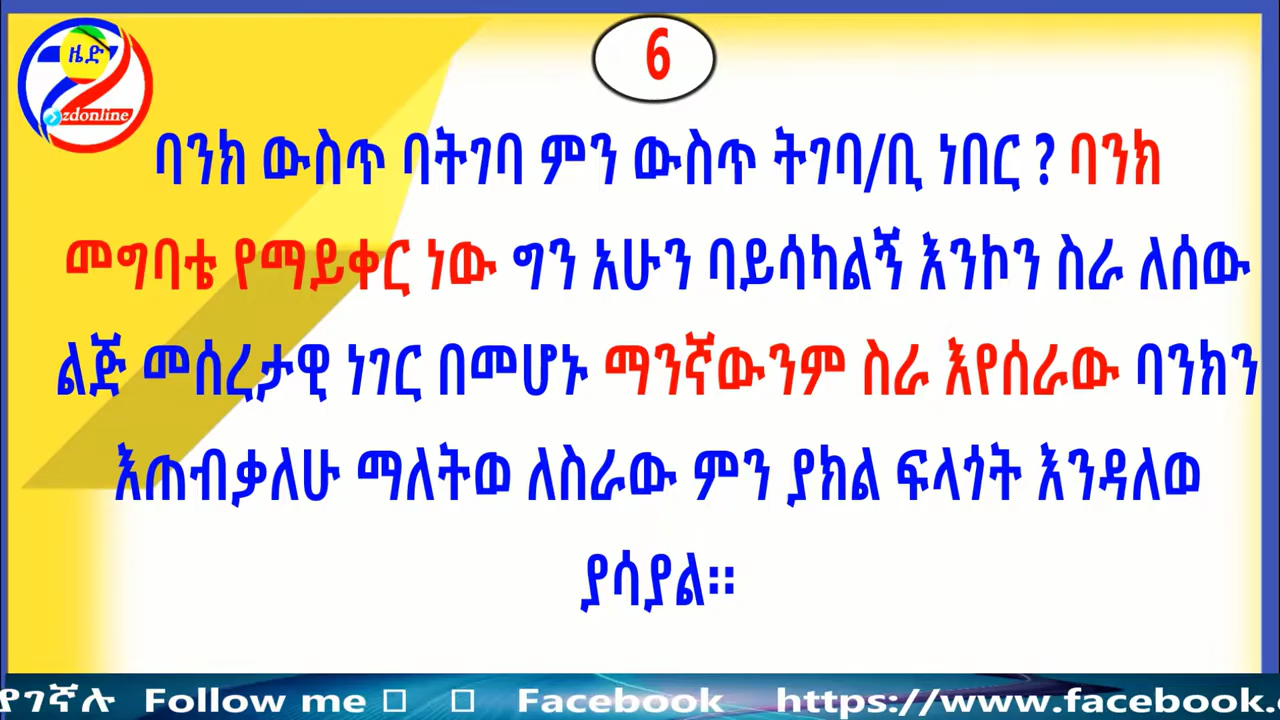 6
ዜድ
zdonline
ባንክ ውስጥ ባትገባ ምን ውስጥ ትገባ/ቢ ነበር ? ባንክ
መግባቴ የማይቀር ነው ግን አሁን ባይሳካልኝ እንኮን ስራ ለሰው
ልጅ መሰረታዊ ነገር በመሆኑ ማንኛውንም ስራ እየሰራው ባንክን
እጠብቃለሁ ማለትወ ለስራው ምን ያክል ፍላጎት እንዳለወ
ያሳያል።
ያገኛሉ Follow me Facebook https://www.facebook.